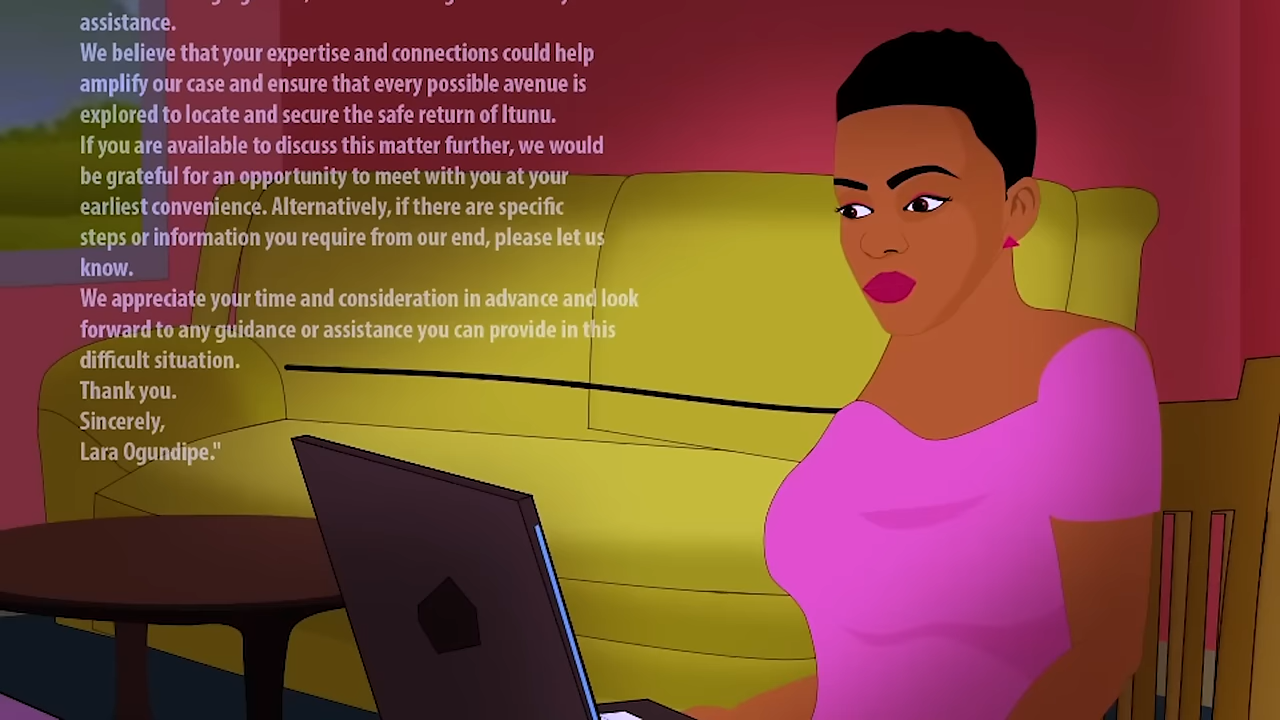 assistance.
We believe that your expertise and connections could help
amplify our case and ensure that every possible avenue is
explored to locate and secure the safe return of Itunu.
If you are available to discuss this matter further, we would
be grateful for an opportunity to meet with you at your
earliest convenience. Alternatively, if there are specific
steps or information you require from our end, please let us
know.
We appreciate your time and consideration in advance and look
forward to any guidance or assistance you can provide in this
difficult situation.
Thank you.
Sincerely,
Lara Ogundipe."